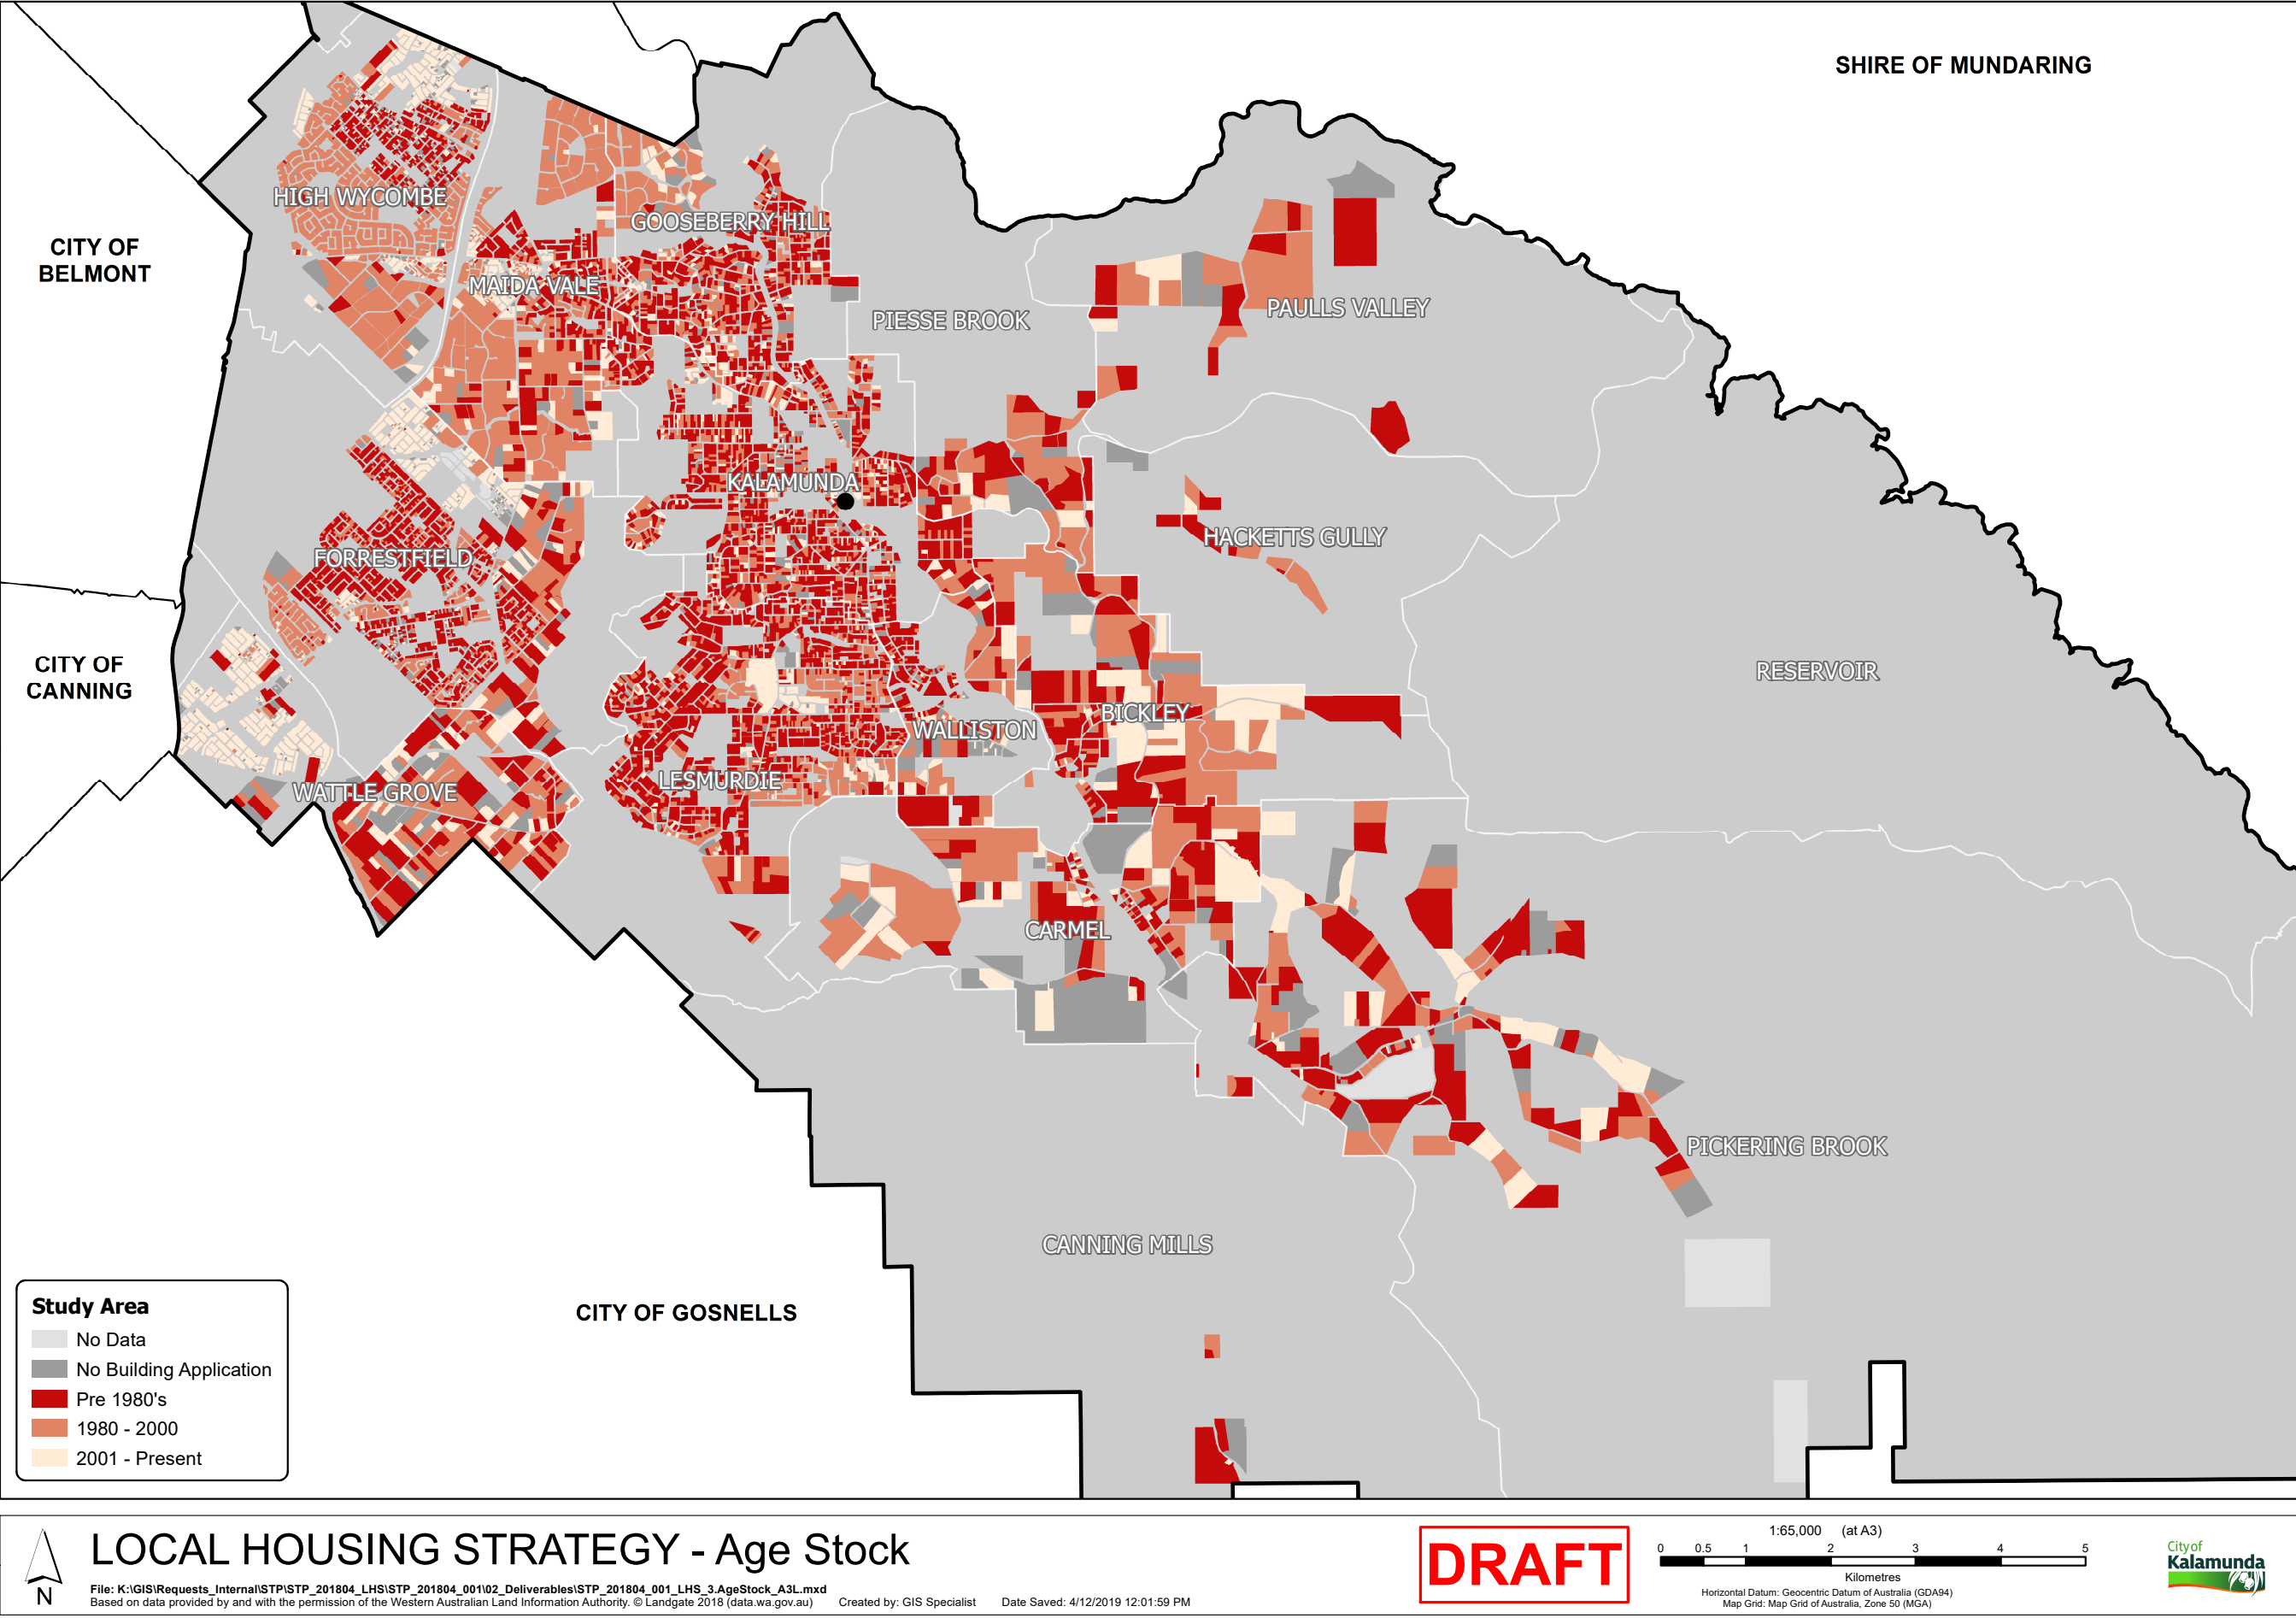 SHIRE OF MUNDARING
HIGH WYCOMBE
GOOSEBERRY HILL
CITY OF
BELMONT
MAIDA VALE
PIESSE BROOK
PAULLS VALLEY
KALAMUNDA
HACKETTS GULLY
FORRESTFIELD
CITY OF
CANNING
RESERVOIR
BICKLEY
WALLISTON
LESMURDIE
WATTLE GROVE
CARMEL
PICKERING BROOK
CANNING MILLS
CITY OF GOSNELLS
Study Area
No Data
No Building Application
Pre 1980's
1980 - 2000
2001 - Present
N
LOCAL HOUSING STRATEGY - Age Stock
File: K:\GIS\Requests_Internal\STP\STP_201804_LHS\STP_201804_001\02_Deliverables\STP_201804_001_LHS_3.AgeStock_A3L.mxd
Based on data provided by and with the permission of the Western Australian Land Information Authority. © Landgate 2018 (data.wa.gov.au) Created by: GIS Specialist Date Saved: 4/12/2019 12:01:59 PM
DRAFT
1:65,000 (at A3)
0 0.5 1 2 3 4 5
Kilometres
Horizontal Datum: Geocentric Datum of Australia (GDA94)
Map Grid: Map Grid of Australia, Zone 50 (MGA)
City of
Kalamunda